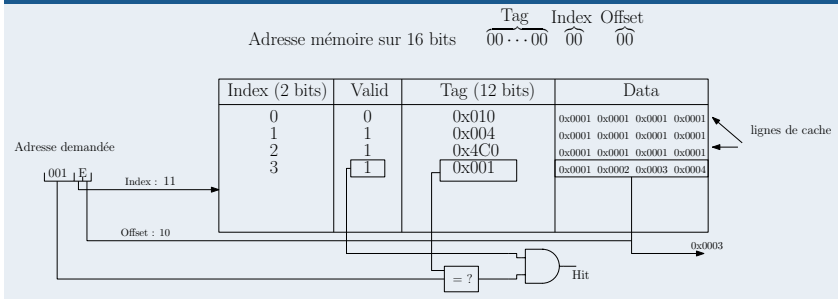 Tag Index Offset
Adresse mémoire sur 16 bits 00···00 00 00
Index (2 bits) Valid Tag (12 bits) Data
0 0 0x010 0x0001 0x0001 0x0001 0x0001
1 1 0x004 0x0001 0x0001 0x0001 0x0001
2 1 0x4C0 0x0001 0x0001 0x0001 0x0001
3 1 0x001 0x0001 0x0002 0x0003 0x0004
lignes de cache
Adresse demandée
001 E
Index : 11
Offset : 10
0x0003
= ?
Hit